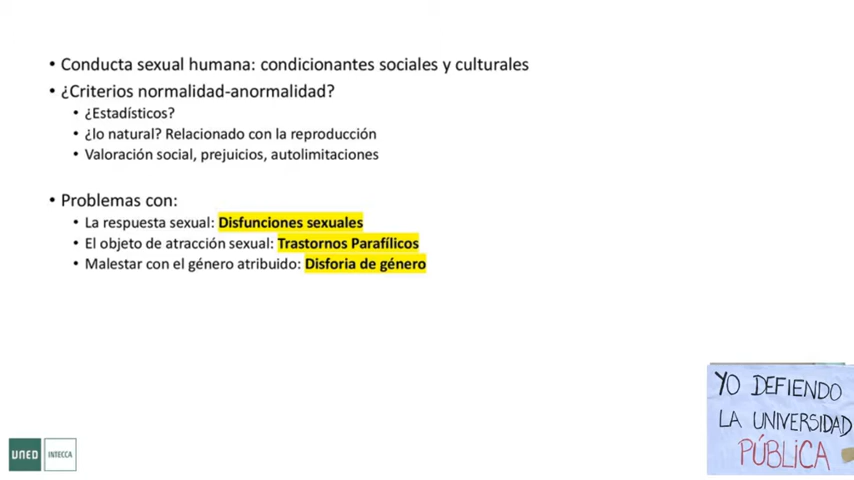 • Conducta sexual humana: condicionantes sociales y culturales
• ¿Criterios normalidad-anormalidad?
• ¿Estadísticos?
• ¿lo natural? Relacionado con la reproducción
• Valoración social, prejuicios, autolimitaciones
• Problemas con:
• La respuesta sexual: Disfunciones sexuales
• El objeto de atracción sexual: Trastornos Parafílicos
• Malestar con el género atribuido: Disforia de género
YO DEFIENDO
LA UNIVERSIDAD
PÚBLICA
UNED INTECCA